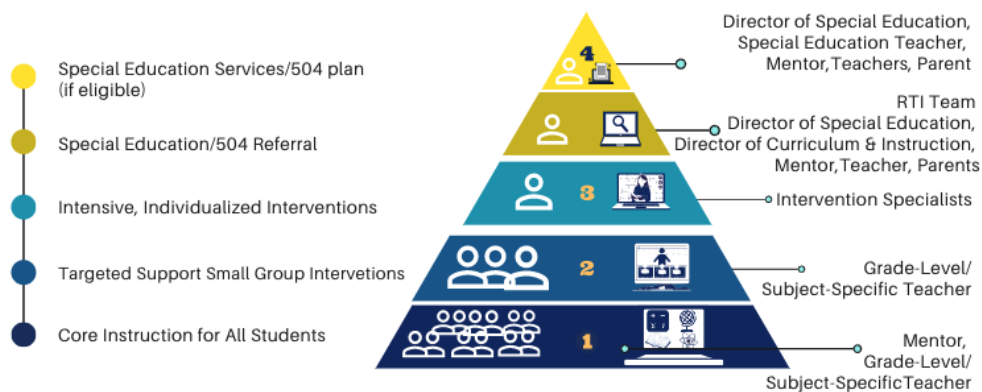 Special Education Services/504 plan
(if eligible)
Special Education/504 Referral
Intensive, Individualized Interventions
Targeted Support Small Group Intervetions
Core Instruction for All Students
4
3
2
1
Director of Special Education,
Special Education Teacher,
Mentor,Teachers, Parent
RTI Team
Director of Special Education,
Director of Curriculum & Instruction,
Mentor,Teacher, Parents
Intervention Specialists
Grade-Level/
Subject-Specific Teacher
Mentor,
Grade-Level/
Subject-SpecificTeacher